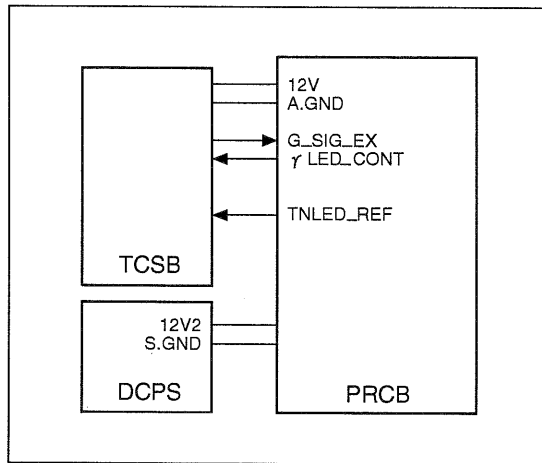 12V
A.GND
G_SIG_EX
γ LED_CONT
TNLED_REF
TCSB
12V2
S.GND
DCPS
PRCB